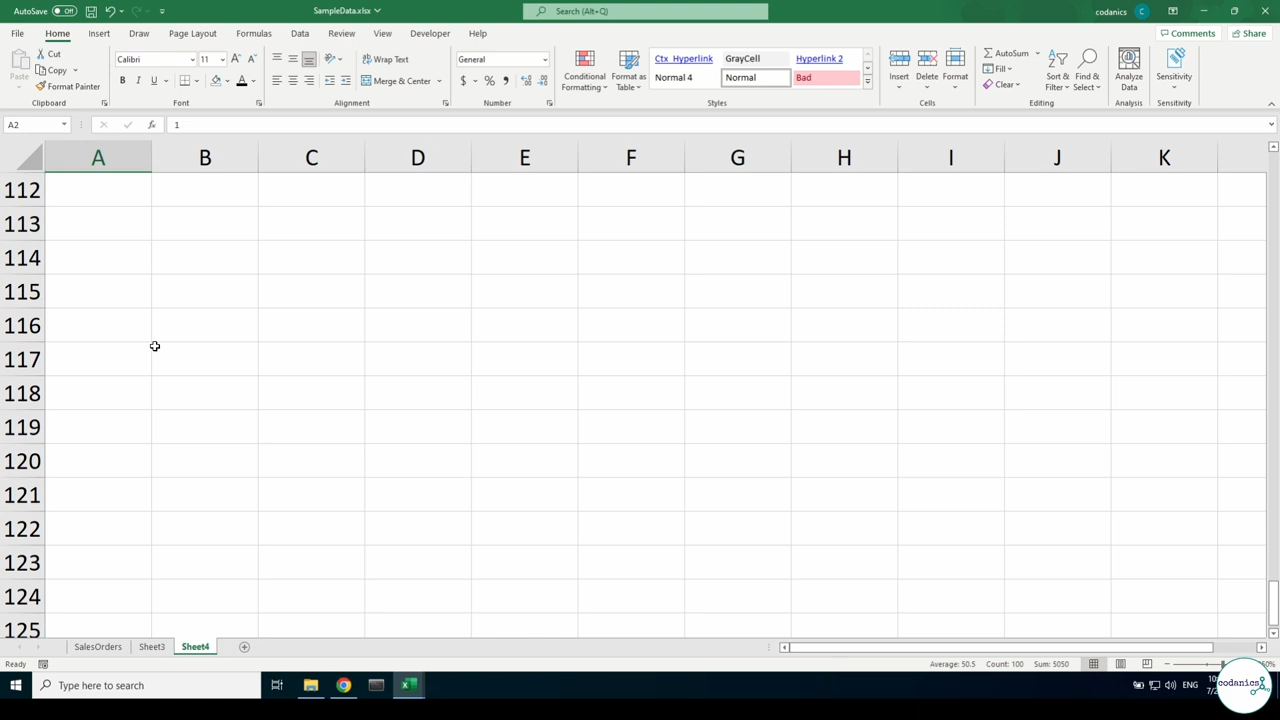 AutoSave Off SampleData.xlsx Search (Alt+Q) codanics C
File Home Insert Draw Page Layout Formulas Data Review View Developer Help Comments Share
Paste Cut Copy Format Painter Clipboard
Calibri 11 A A B I U A Font
ab Wrap Text Merge & Center Alignment
General $ % , Number
Conditional Formatting Format as Table
Ctx_Hyperlink GrayCell Hyperlink 2
Normal 4 Normal Bad
Styles
Insert Delete Format Cells
AutoSum Fill Clear Sort & Filter Find & Select Editing
Analyze Data Analysis
Sensitivity Sensitivity
A2 fx 1
A B C D E F G H I J K
112
113
114
115
116
117
118
119
120
121
122
123
124
125
SalesOrders Sheet3 Sheet4
Ready Average: 50.5 Count: 100 Sum: 5050
Type here to search ENG
codanics